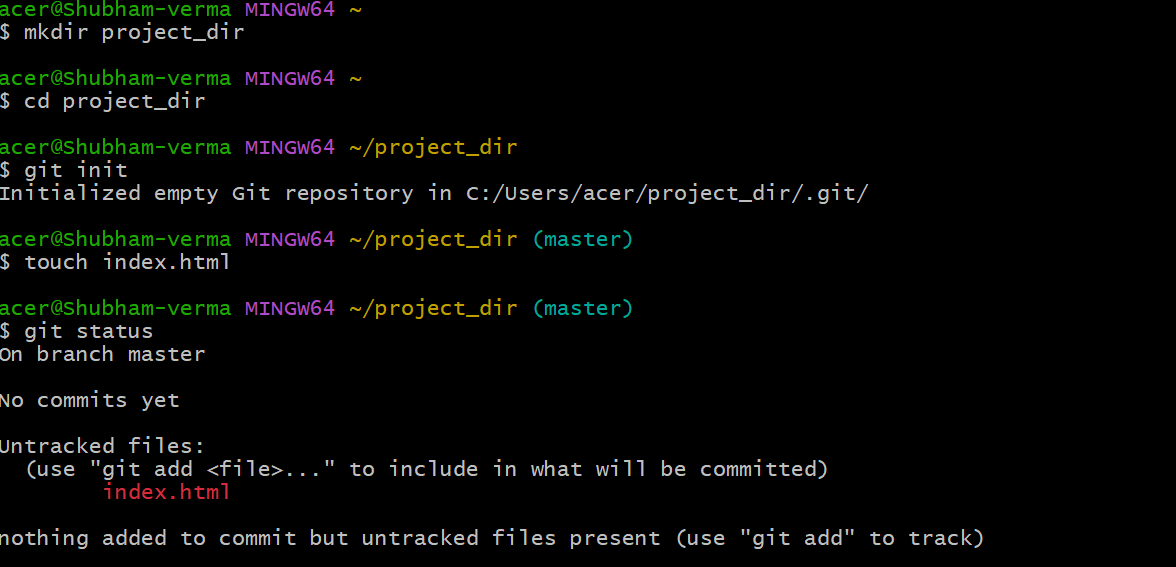 acer@Shubham-verma MINGW64 ~
$ mkdir project_dir
acer@Shubham-verma MINGW64 ~
$ cd project_dir
acer@Shubham-verma MINGW64 ~/project_dir
$ git init
Initialized empty Git repository in C:/Users/acer/project_dir/.git/
acer@Shubham-verma MINGW64 ~/project_dir (master)
$ touch index.html
acer@Shubham-verma MINGW64 ~/project_dir (master)
$ git status
On branch master
No commits yet
Untracked files:
  (use "git add <file>..." to include in what will be committed)
        index.html
nothing added to commit but untracked files present (use "git add" to track)